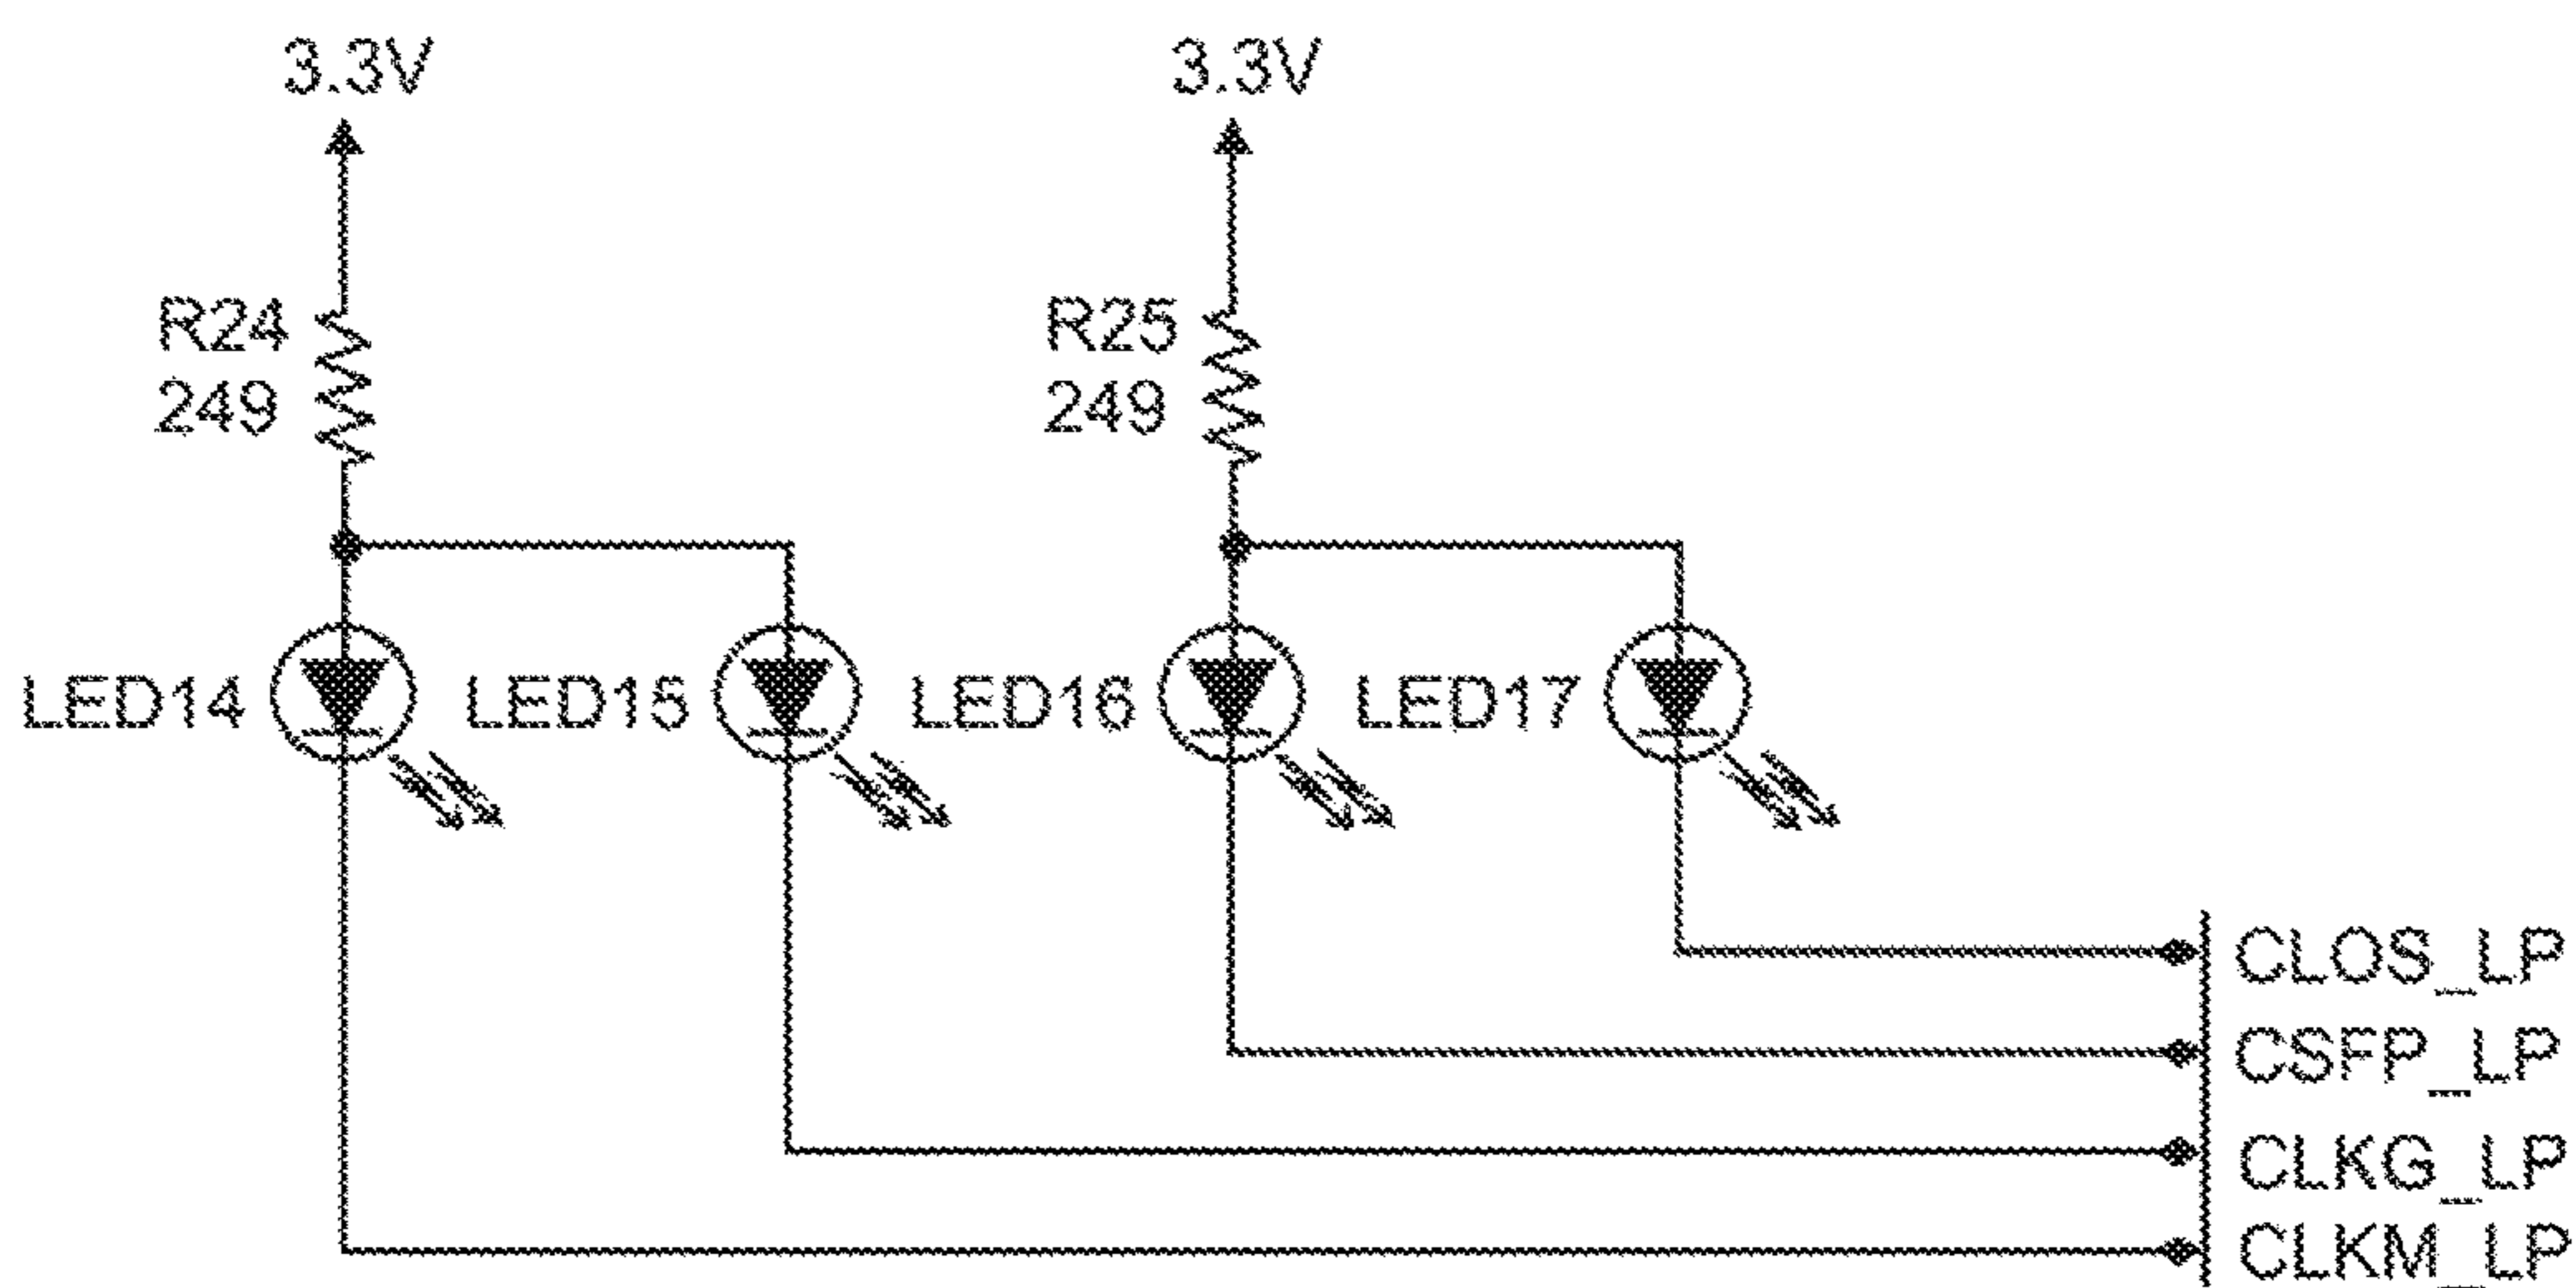 3.3V
3.3V
R24
249
R25
249
LED14
LED15
LED16
LED17
CLOS_LP
CSFP_LP
CLKG_LP
CLKM_LP